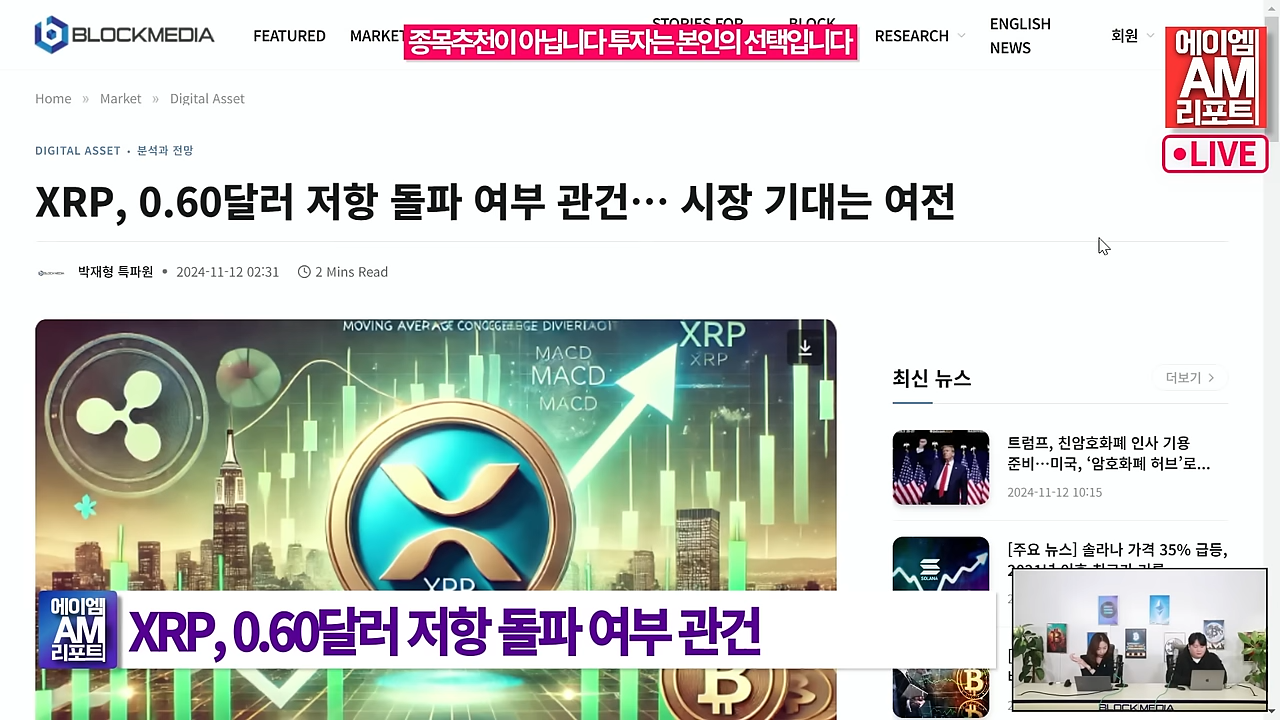 BLOCKMEDIA
FEATURED
MARKET
STORIES FOR
BLOCK
RESEARCH
ENGLISH
NEWS
회원
종목추천이 아닙니다 투자는 본인의 선택입니다
에이엠
AM
리포트
LIVE
Home » Market » Digital Asset
DIGITAL ASSET • 분석과 전망
XRP, 0.60달러 저항 돌파 여부 관건… 시장 기대는 여전
박재형 특파원 • 2024-11-12 02:31 2 Mins Read
MOVING AVERAGE
XRP
XRP
MACD
MACD
MACD
XRP
최신 뉴스
더보기 >
트럼프, 친암호화폐 인사 기용
준비…미국, ‘암호화폐 허브’로…
2024-11-12 10:15
[주요 뉴스] 솔라나 가격 35% 급등,
SOLANA
에이엠
AM
리포트
XRP, 0.60달러 저항 돌파 여부 관건
BLOCKMEDIA